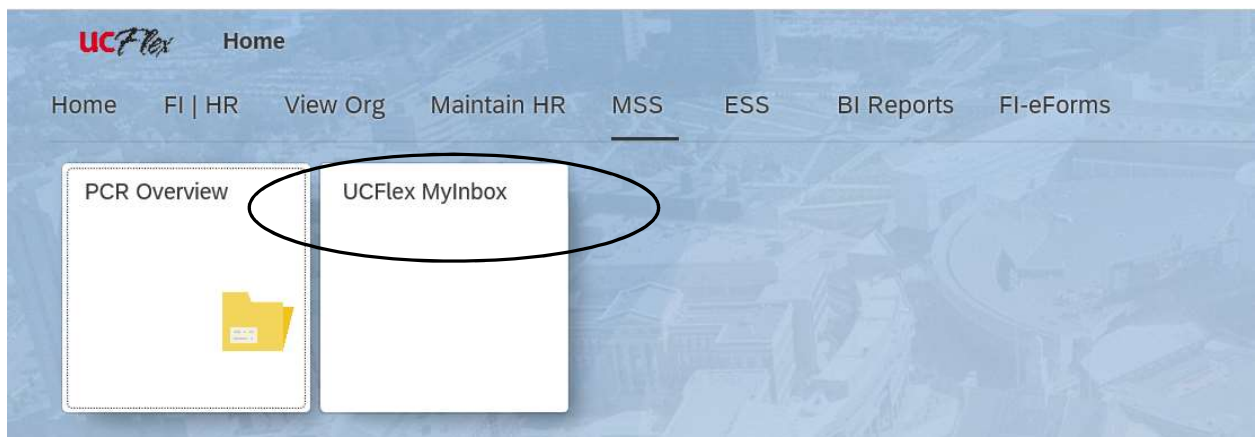 UCFlex Home
Home FI | HR View Org Maintain HR MSS ESS BI Reports FI-eForms
PCR Overview UCFlex MyInbox